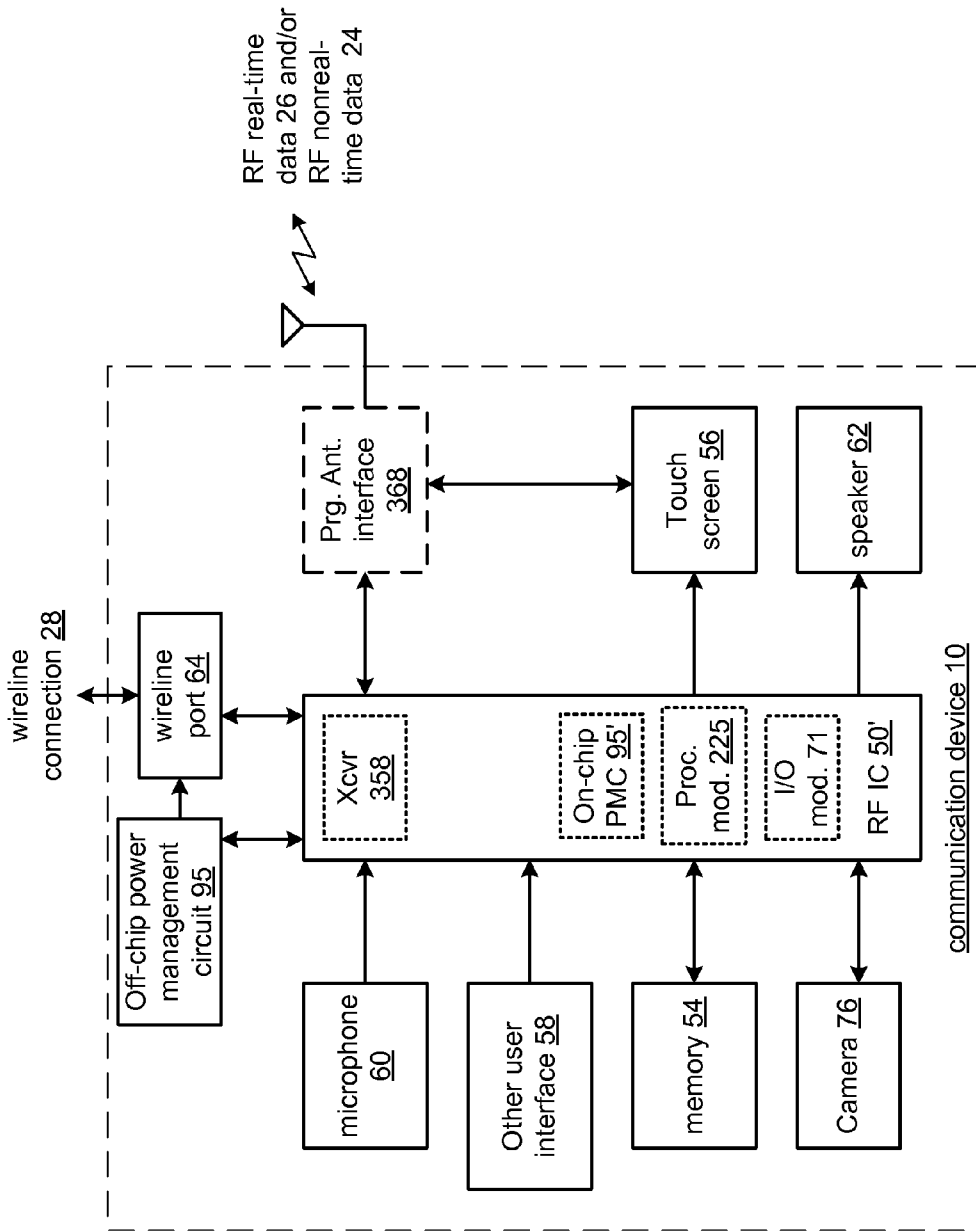 wireline
connection 28
Off-chip power
management
circuit 95
wireline
port 64
RF real-time
data 26 and/or
RF nonreal-
time data 24
microphone
60
Xcvr
358
Prg. Ant.
interface
368
Other user
interface 58
On-chip
PMC 95'
memory 54
Proc.
mod. 225
Touch
screen 56
Camera 76
I/O
mod. 71
RF IC 50'
speaker 62
communication device 10